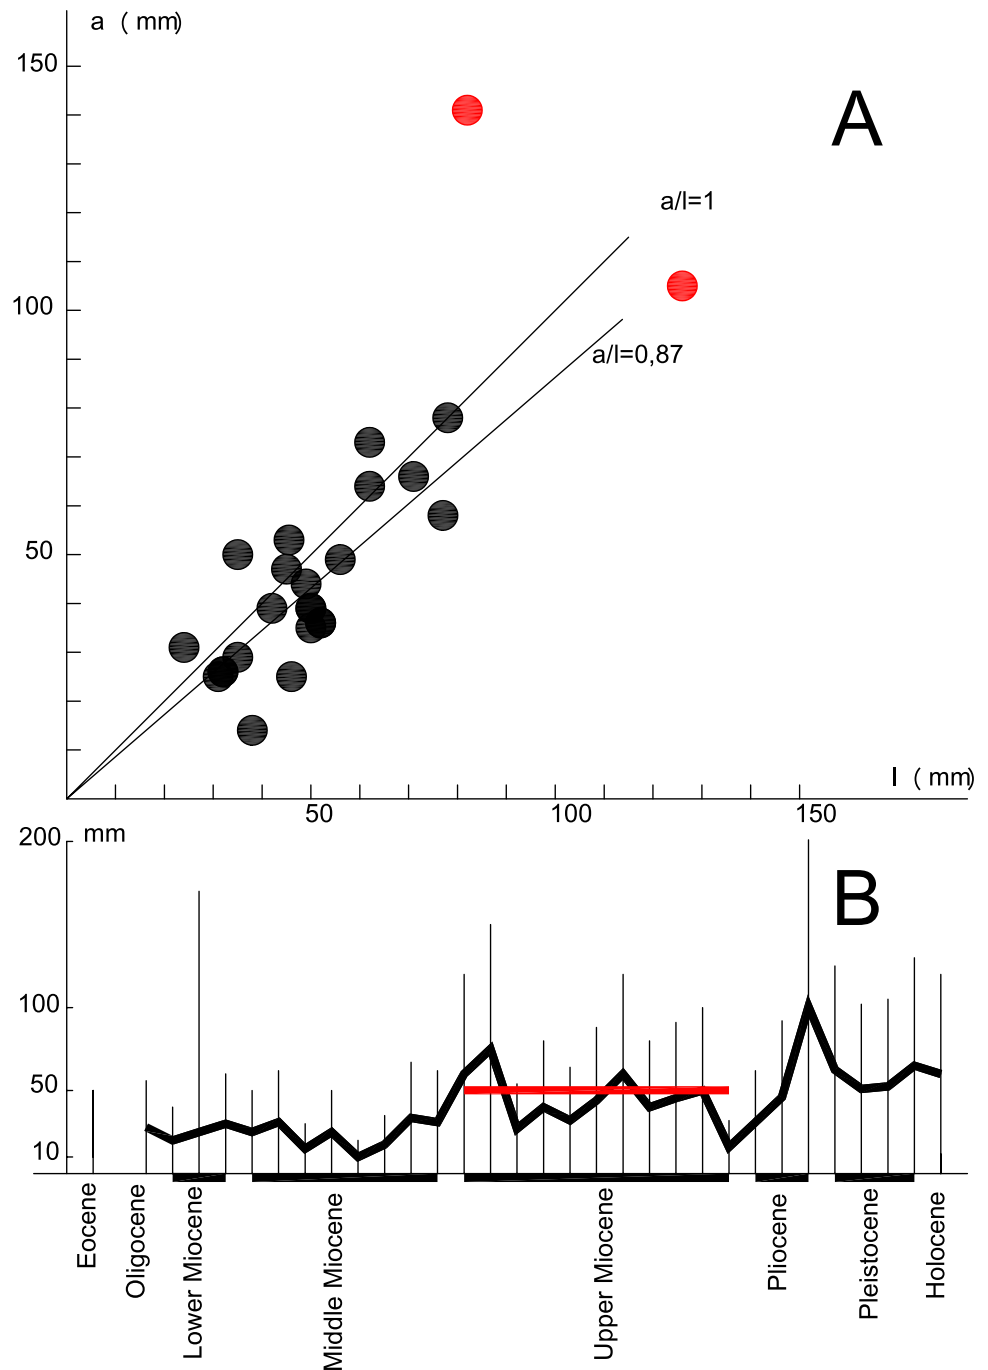 a (mm)
150
A
a/l=1
100
a/l=0,87
50
l (mm)
50
100
150
200
mm
B
100
50
10
Eocene
Oligocene
Lower Miocene
Middle Miocene
Upper Miocene
Pliocene
Pleistocene
Holocene